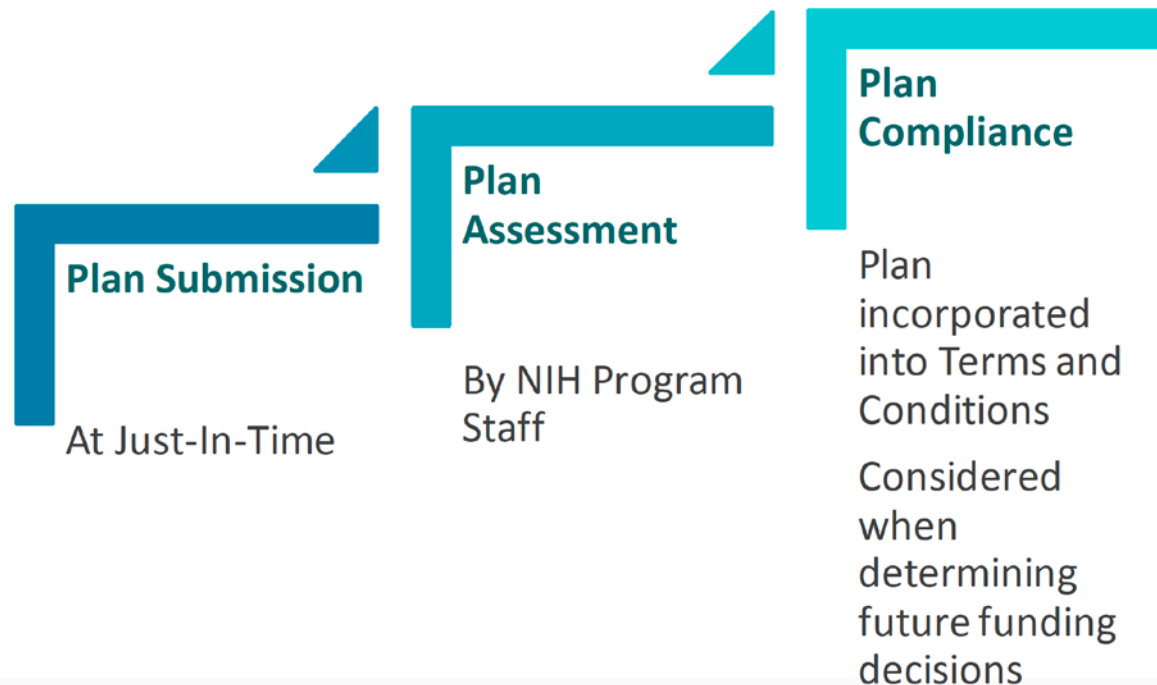 Plan Submission
At Just-In-Time
Plan
Assessment
By NIH Program
Staff
Plan
Compliance
Plan
incorporated
into Terms and
Conditions
Considered
when
determining
future funding
decisions